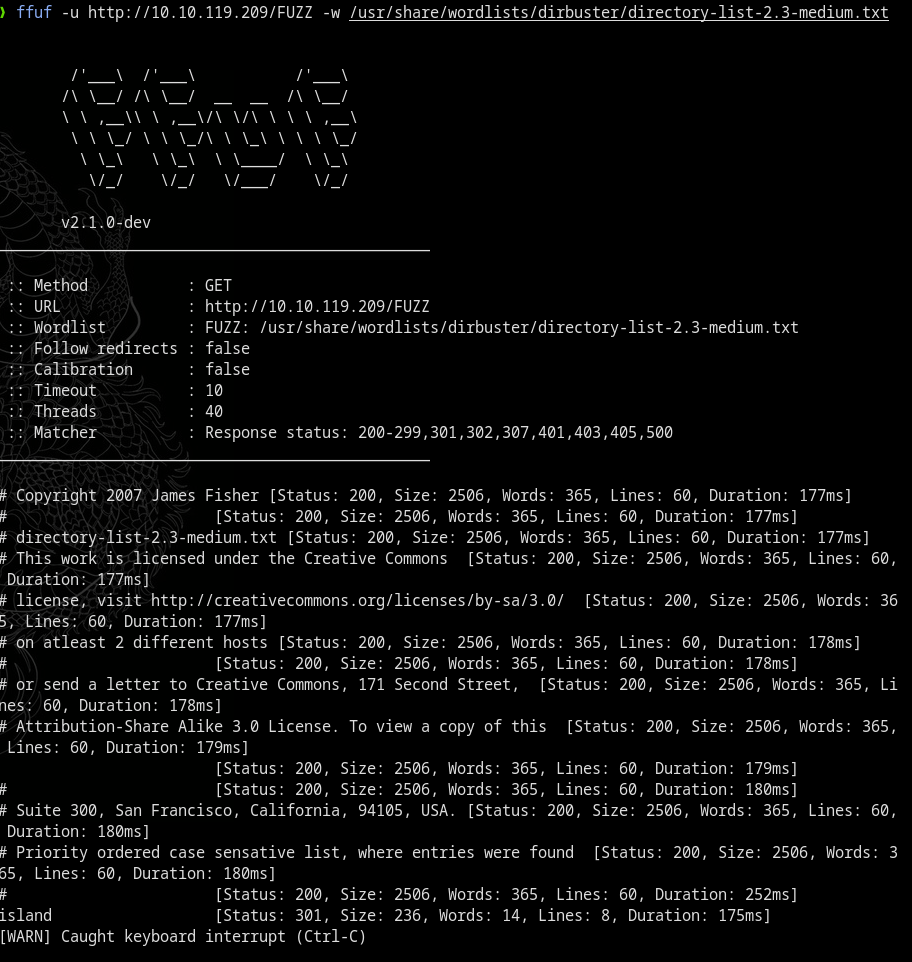 ❯ ffuf -u http://10.10.119.209/FUZZ -w /usr/share/wordlists/dirbuster/directory-list-2.3-medium.txt
        /'___\  /'___\           /'___\
       /\ \__/ /\ \__/  __  __  /\ \__/
       \ \ ,__\\ \ ,__\/\ \/\ \ \ \ ,__\
        \ \ \_/ \ \ \_/\ \ \_\ \ \ \ \_/
         \ \_\   \ \_\  \ \____/  \ \_\
          \/_/    \/_/   \/___/    \/_/
       v2.1.0-dev
________________________________________________
 :: Method           : GET
 :: URL              : http://10.10.119.209/FUZZ
 :: Wordlist         : FUZZ: /usr/share/wordlists/dirbuster/directory-list-2.3-medium.txt
 :: Follow redirects : false
 :: Calibration      : false
 :: Timeout          : 10
 :: Threads          : 40
 :: Matcher          : Response status: 200-299,301,302,307,401,403,405,500
________________________________________________
# Copyright 2007 James Fisher [Status: 200, Size: 2506, Words: 365, Lines: 60, Duration: 177ms]
#                       [Status: 200, Size: 2506, Words: 365, Lines: 60, Duration: 177ms]
# directory-list-2.3-medium.txt [Status: 200, Size: 2506, Words: 365, Lines: 60, Duration: 177ms]
# This work is licensed under the Creative Commons  [Status: 200, Size: 2506, Words: 365, Lines: 60,
 Duration: 177ms]
# license, visit http://creativecommons.org/licenses/by-sa/3.0/  [Status: 200, Size: 2506, Words: 36
5, Lines: 60, Duration: 177ms]
# on atleast 2 different hosts [Status: 200, Size: 2506, Words: 365, Lines: 60, Duration: 178ms]
#                       [Status: 200, Size: 2506, Words: 365, Lines: 60, Duration: 178ms]
# or send a letter to Creative Commons, 171 Second Street,  [Status: 200, Size: 2506, Words: 365, Li
nes: 60, Duration: 178ms]
# Attribution-Share Alike 3.0 License. To view a copy of this  [Status: 200, Size: 2506, Words: 365,
 Lines: 60, Duration: 179ms]
                        [Status: 200, Size: 2506, Words: 365, Lines: 60, Duration: 179ms]
#                       [Status: 200, Size: 2506, Words: 365, Lines: 60, Duration: 180ms]
# Suite 300, San Francisco, California, 94105, USA. [Status: 200, Size: 2506, Words: 365, Lines: 60,
 Duration: 180ms]
# Priority ordered case sensative list, where entries were found  [Status: 200, Size: 2506, Words: 3
65, Lines: 60, Duration: 180ms]
#                       [Status: 200, Size: 2506, Words: 365, Lines: 60, Duration: 252ms]
island                  [Status: 301, Size: 236, Words: 14, Lines: 8, Duration: 175ms]
[WARN] Caught keyboard interrupt (Ctrl-C)